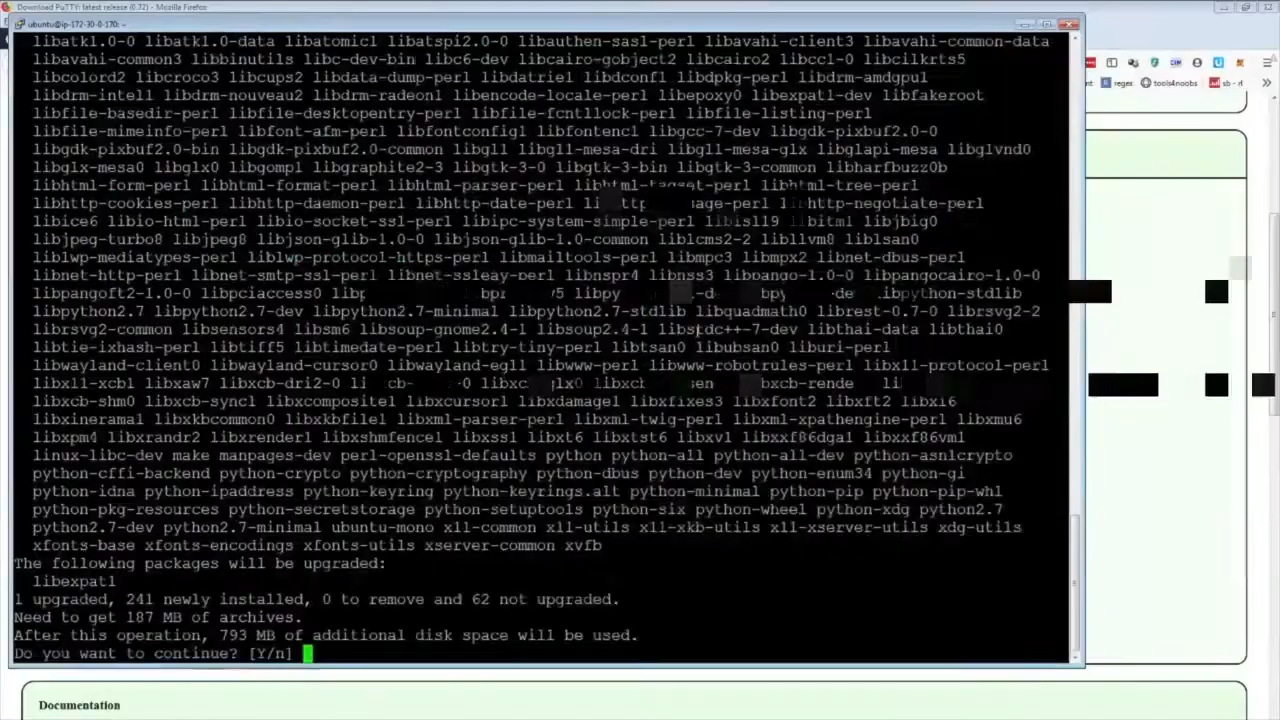 Download PuTTY: latest release (0.72) - Mozilla Firefox
ubuntu@ip-172-30-0-170: ~
libatk1.0-0 libatk1.0-data libatomic1 libatspi2.0-0 libauthen-sasl-perl libavahi-client3 libavahi-common-data
libavahi-common3 libbinutils libc-dev-bin libc6-dev libcairo-gobject2 libcairo2 libcc1-0 libcilkrts5
libcolord2 libcroco3 libcups2 libdata-dump-perl libdatrie1 libdconf1 libdpkg-perl libdrm-amdgpu1
libdrm-intel1 libdrm-nouveau2 libdrm-radeon1 libencode-locale-perl libepoxy0 libexpat1-dev libfakeroot
libfile-basedir-perl libfile-desktopentry-perl libfile-fcntllock-perl libfile-listing-perl
libfile-mimeinfo-perl libfont-afm-perl libfontconfig1 libfontenc1 libgcc-7-dev libgdk-pixbuf2.0-0
libgdk-pixbuf2.0-bin libgdk-pixbuf2.0-common libgl1 libgl1-mesa-dri libgl1-mesa-glx libglapi-mesa libglvnd0
libglx-mesa0 libglx0 libgomp1 libgraphite2-3 libgtk-3-0 libgtk-3-bin libgtk-3-common libharfbuzz0b
libhtml-form-perl libhtml-format-perl libhtml-parser-perl libhtml-tagset-perl libhtml-tree-perl
libhttp-cookies-perl libhttp-daemon-perl libhttp-date-perl libhttp-negotiate-perl
libice6 libio-html-perl libio-socket-ssl-perl libipc-system-simple-perl libisl19 libitm1 libjbig0
libjpeg-turbo8 libjpeg8 libjson-glib-1.0-0 libjson-glib-1.0-common liblcms2-2 libllvm8 liblsan0
liblwp-mediatypes-perl liblwp-protocol-https-perl libmailtools-perl libmpc3 libmpx2 libnet-dbus-perl
libnet-http-perl libnet-smtp-ssl-perl libnet-ssleay-perl libnspr4 libnss3 libpango-1.0-0 libpangocairo-1.0-0
libpangoft2-1.0-0 libpciaccess0 libpython-stdlib
libpython2.7 libpython2.7-dev libpython2.7-minimal libpython2.7-stdlib libquadmath0 librest-0.7-0 librsvg2-2
librsvg2-common libsensors4 libsm6 libsoup-gnome2.4-1 libsoup2.4-1 libstdc++-7-dev libthai-data libthai0
libtie-ixhash-perl libtiff5 libtimedate-perl libtry-tiny-perl libtsan0 libubsan0 liburi-perl
libwayland-client0 libwayland-cursor0 libwayland-egl1 libwww-perl libwww-robotrules-perl libx11-protocol-perl
libx11-xcb1 libxaw7 libxcb-dri2-0
libxcb-shm0 libxcb-sync1 libxcomposite1 libxcursor1 libxdamage1 libxfixes3 libxfont2 libxft2 libxi6
libxinerama1 libxkbcommon0 libxkbfile1 libxml-parser-perl libxml-twig-perl libxml-xpathengine-perl libxmu6
libxpm4 libxrandr2 libxrender1 libxshmfence1 libxss1 libxt6 libxtst6 libxv1 libxxf86dga1 libxxf86vm1
linux-libc-dev make manpages-dev perl-openssl-defaults python python-all python-all-dev python-asn1crypto
python-cffi-backend python-crypto python-cryptography python-dbus python-dev python-enum34 python-gi
python-idna python-ipaddress python-keyring python-keyrings.alt python-minimal python-pip python-pip-whl
python-pkg-resources python-secretstorage python-setuptools python-six python-wheel python-xdg python2.7
python2.7-dev python2.7-minimal ubuntu-mono x11-common x11-utils x11-xkb-utils x11-xserver-utils xdg-utils
xfonts-base xfonts-encodings xfonts-utils xserver-common xvfb
The following packages will be upgraded:
libexpat1
1 upgraded, 241 newly installed, 0 to remove and 62 not upgraded.
Need to get 187 MB of archives.
After this operation, 793 MB of additional disk space will be used.
Do you want to continue? [Y/n]
regex
tools4noobs
sb - rl
Documentation